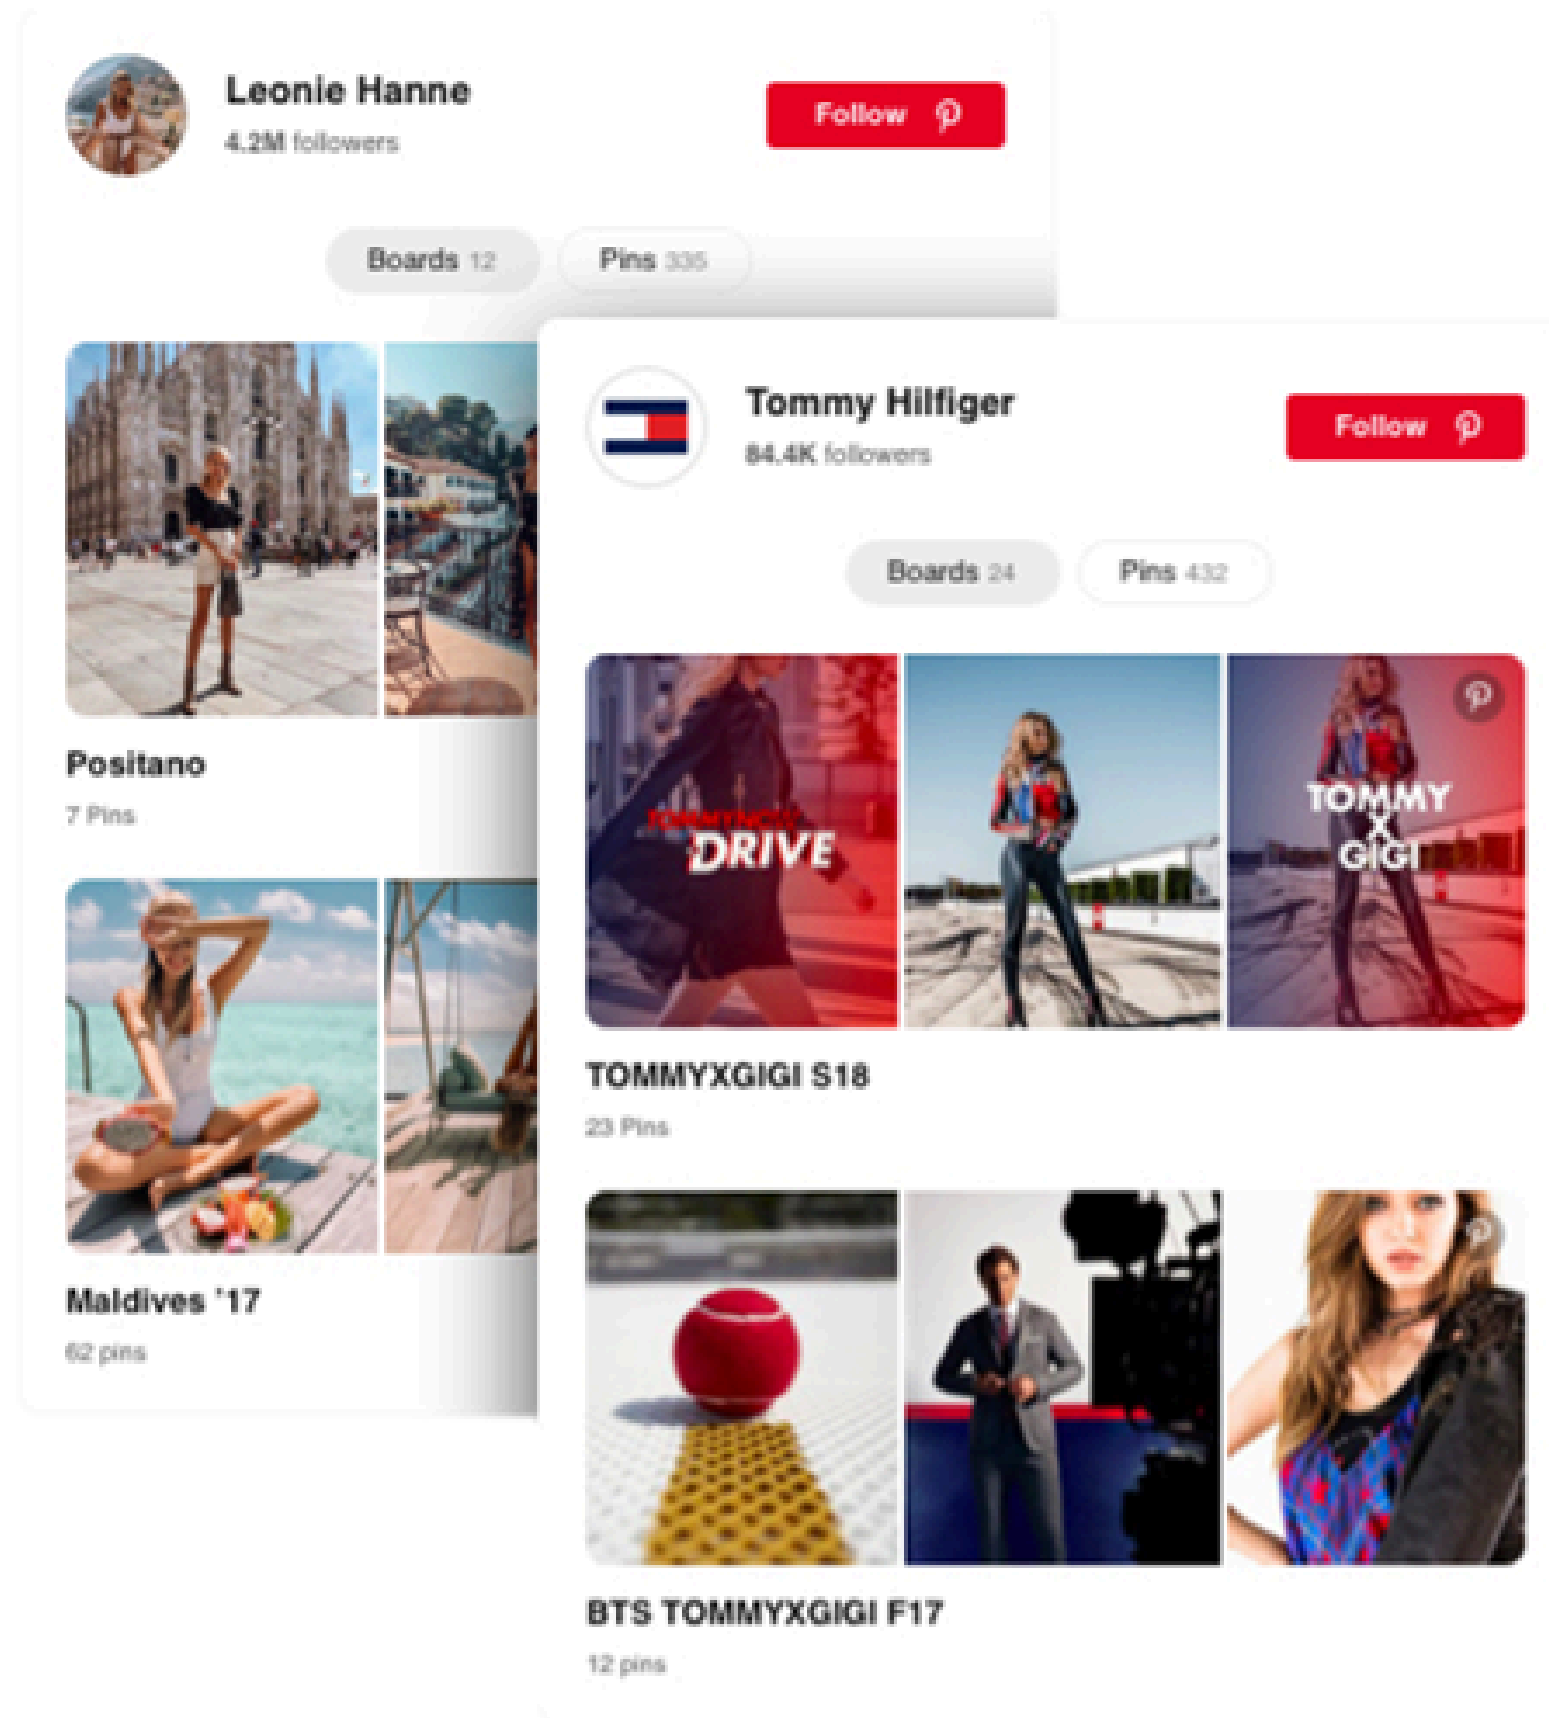 Leonie Hanne
4.2M followers
Follow
Boards 12
Pins 335
Positano
7 Pins
Maldives '17
62 pins
Tommy Hilfiger
84.4K followers
Follow
Boards 24
Pins 432
TOMMYNOW
DRIVE
TOMMY
X
GIGI
TOMMYXGIGI S18
23 Pins
BTS TOMMYXGIGI F17
12 pins